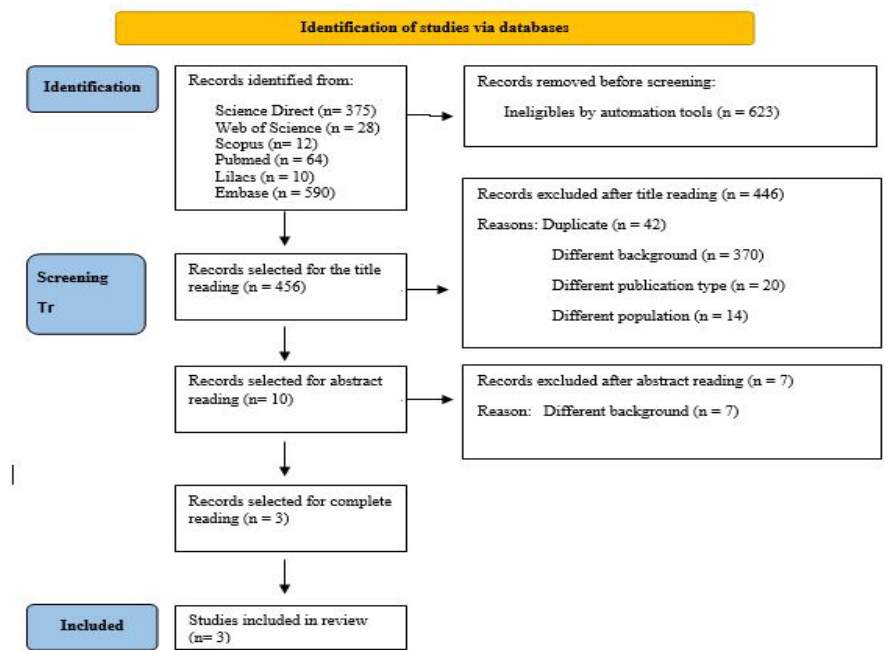 Identification of studies via databases
Identification
Records identified from:
Science Direct (n= 375)
Web of Science (n = 28)
Scopus (n= 12)
Pubmed (n = 64)
Lilacs (n = 10)
Embase (n = 590)
Records removed before screening:
Ineligibles by automation tools (n = 623)
Screening
Tr
Records selected for the title
reading (n = 456)
Records excluded after title reading (n = 446)
Reasons: Duplicate (n = 42)
Different background (n = 370)
Different publication type (n = 20)
Different population (n = 14)
Records selected for abstract
reading (n= 10)
Records excluded after abstract reading (n = 7)
Reason: Different background (n = 7)
Records selected for complete
reading (n = 3)
Included
Studies included in review
(n= 3)